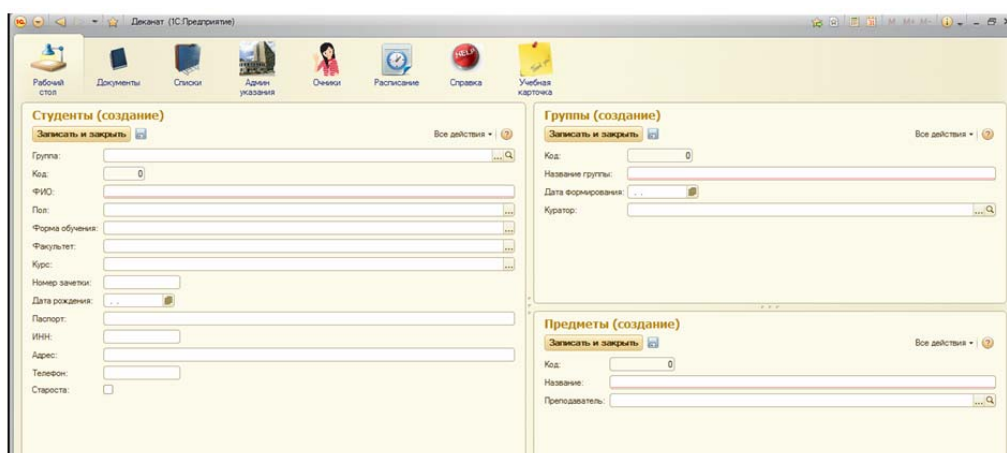 Деканат (1С:Предприятие)
M M+ M-
Рабочий стол
Документы
Списки
Админ указания
Очники
Расписание
HELP
Справка
Учебная карточка
Студенты (создание)
Записать и закрыть
Все действия
Группа:
Код: 0
ФИО:
Пол:
Форма обучения:
Факультет:
Курс:
Номер зачетки:
Дата рождения: . .
Паспорт:
ИНН:
Адрес:
Телефон:
Староста:
Группы (создание)
Записать и закрыть
Все действия
Код: 0
Название группы:
Дата формирования: . .
Куратор:
Предметы (создание)
Записать и закрыть
Все действия
Код: 0
Название:
Преподаватель: